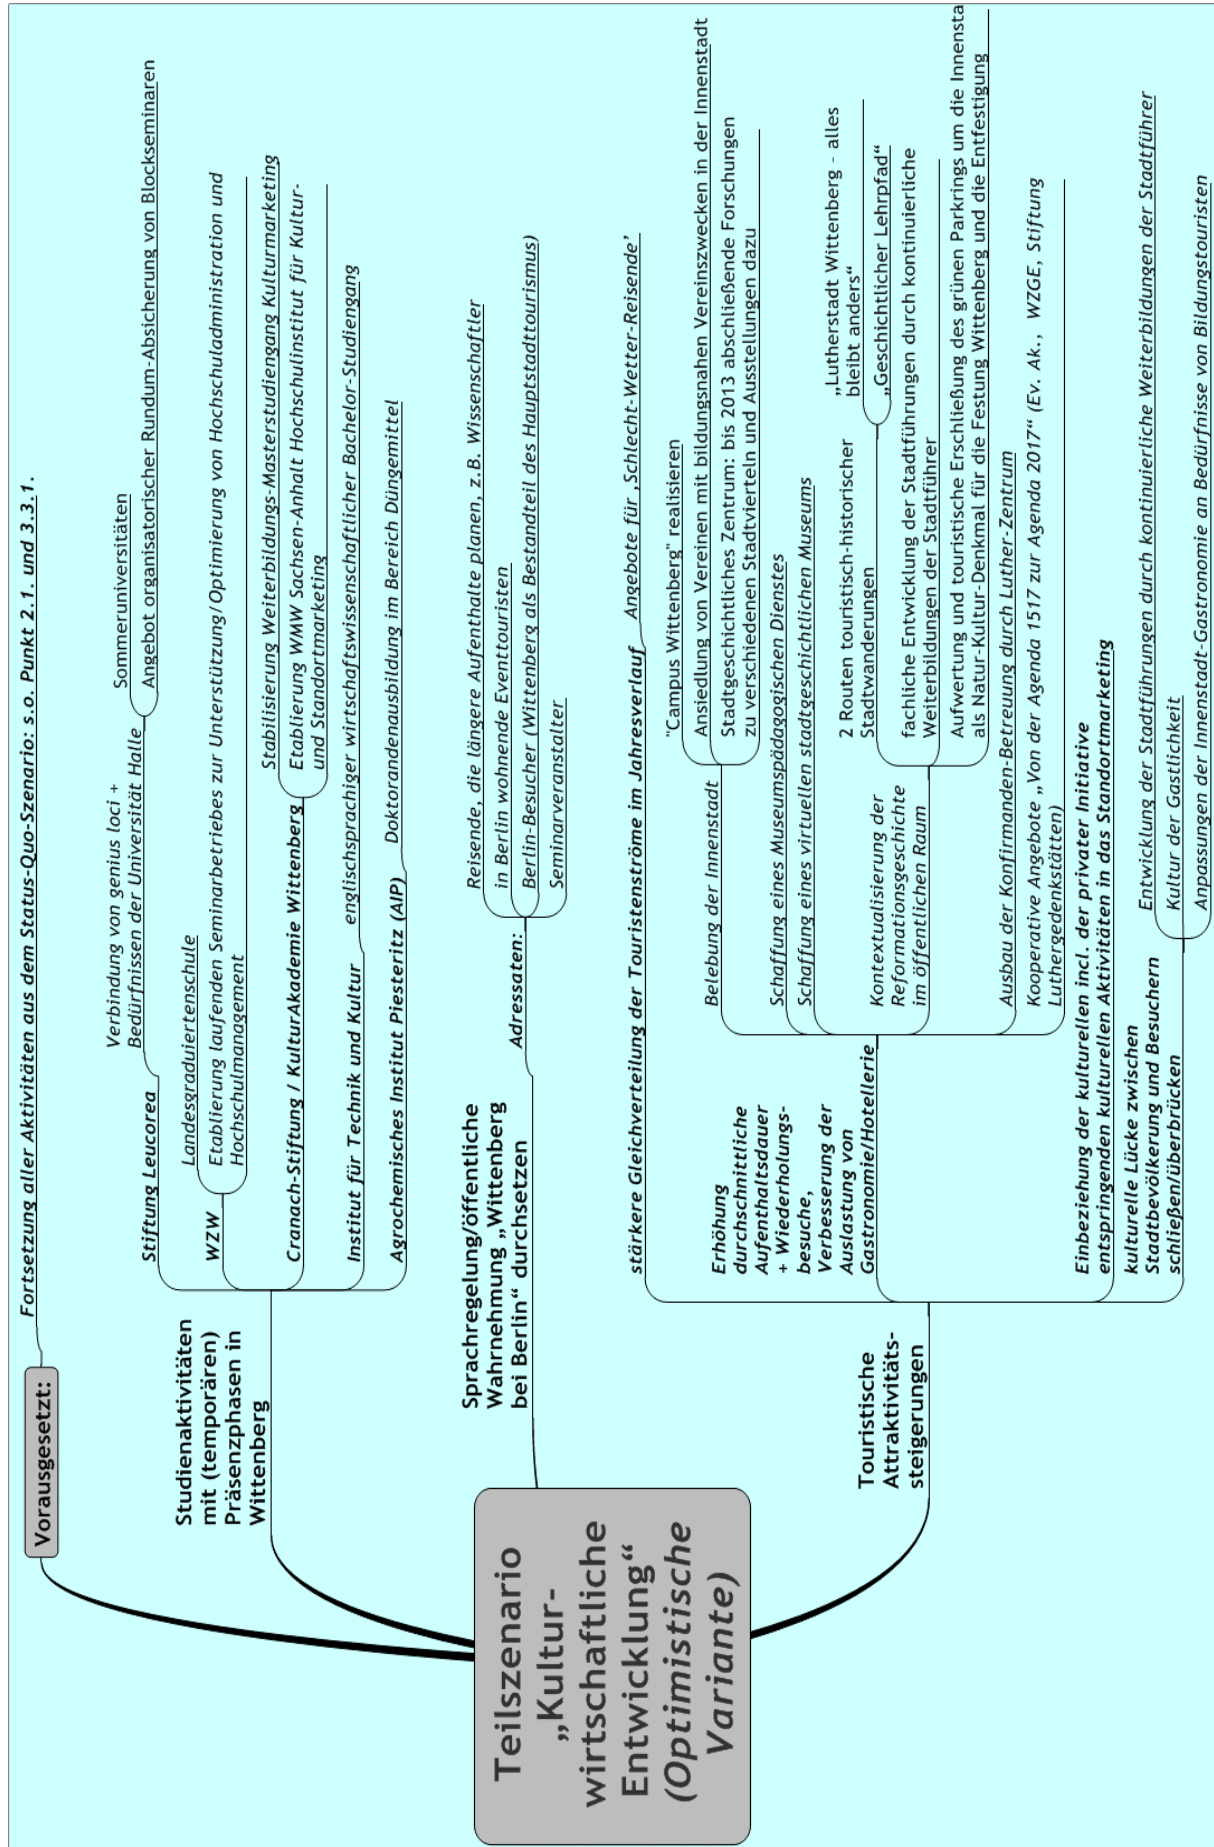 Teilszenario
„Kultur-
wirtschaftliche
Entwicklung“
(Optimistische
Variante)
Vorausgesetzt:
Fortsetzung aller Aktivitäten aus dem Status-Quo-Szenario: s.o. Punkt 2.1. und 3.3.1.
Studienaktivitäten
mit (temporären)
Präsenzphasen in
Wittenberg
Stiftung Leucorea
Verbindung von genius loci +
Bedürfnissen der Universität Halle
Sommeruniversitäten
Angebot organisatorischer Rundum-Absicherung von Blockseminaren
WZW
Landesgraduiertenschule
Etablierung laufenden Seminarbetriebes zur Unterstützung/Optimierung von Hochschuladministration und
Hochschulmanagement
Cranach-Stiftung / KulturAkademie Wittenberg
Stabilisierung Weiterbildungs-Masterstudiengang Kulturmarketing
Etablierung WMW Sachsen-Anhalt Hochschulinstitut für Kultur-
und Standortmarketing
Institut für Technik und Kultur
englischsprachiger wirtschaftswissenschaftlicher Bachelor-Studiengang
Agrochemisches Institut Piesteritz (AIP)
Doktorandenausbildung im Bereich Düngemittel
Sprachregelung/öffentliche
Wahrnehmung „Wittenberg
bei Berlin“ durchsetzen
Adressaten:
Reisende, die längere Aufenthalte planen, z.B. Wissenschaftler
in Berlin wohnende Eventtouristen
Berlin-Besucher (Wittenberg als Bestandteil des Hauptstadttourismus)
Seminarveranstalter
Touristische
Attraktivitäts-
steigerungen
stärkere Gleichverteilung der Touristenströme im Jahresverlauf
Angebote für ‚Schlecht-Wetter-Reisende’
Erhöhung
durchschnittliche
Aufenthaltsdauer
+ Wiederholungs-
besuche,
Verbesserung der
Auslastung von
Gastronomie/Hotellerie
Belebung der Innenstadt
"Campus Wittenberg" realisieren
Ansiedlung von Vereinen mit bildungsnahen Vereinszwecken in der Innenstadt
Stadtgeschichtliches Zentrum: bis 2013 abschließende Forschungen
zu verschiedenen Stadtvierteln und Ausstellungen dazu
Schaffung eines Museumspädagogischen Dienstes
Schaffung eines virtuellen stadtgeschichtlichen Museums
Kontextualisierung der
Reformationsgeschichte
im öffentlichen Raum
2 Routen touristisch-historischer
Stadtwanderungen
„Lutherstadt Wittenberg - alles
bleibt anders“
„Geschichtlicher Lehrpfad“
fachliche Entwicklung der Stadtführungen durch kontinuierliche
Weiterbildungen der Stadtführer
Aufwertung und touristische Erschließung des grünen Parkrings um die Innensta
als Natur-Kultur-Denkmal für die Festung Wittenberg und die Entfestigung
Ausbau der Konfirmanden-Betreuung durch Luther-Zentrum
Kooperative Angebote „Von der Agenda 1517 zur Agenda 2017“ (Ev. Ak., WZGE, Stiftung
Luthergedenkstätten)
Einbeziehung der kulturellen incl. der privater Initiative
entspringenden kulturellen Aktivitäten in das Standortmarketing
kulturelle Lücke zwischen
Stadtbevölkerung und Besuchern
schließen/überbrücken
Entwicklung der Stadtführungen durch kontinuierliche Weiterbildungen der Stadtführer
Kultur der Gastlichkeit
Anpassungen der Innenstadt-Gastronomie an Bedürfnisse von Bildungstouristen